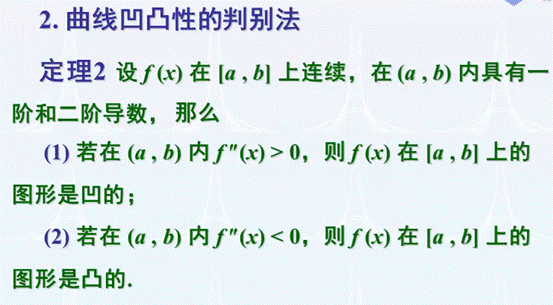 2. 曲线凹凸性的判别法
定理2 设 f (x) 在 [a , b] 上连续，在 (a , b) 内具有一
阶和二阶导数， 那么
(1) 若在 (a , b) 内 f ″(x) > 0，则 f (x) 在 [a , b] 上的
图形是凹的；
(2) 若在 (a , b) 内 f ″(x) < 0，则 f (x) 在 [a , b] 上的
图形是凸的.